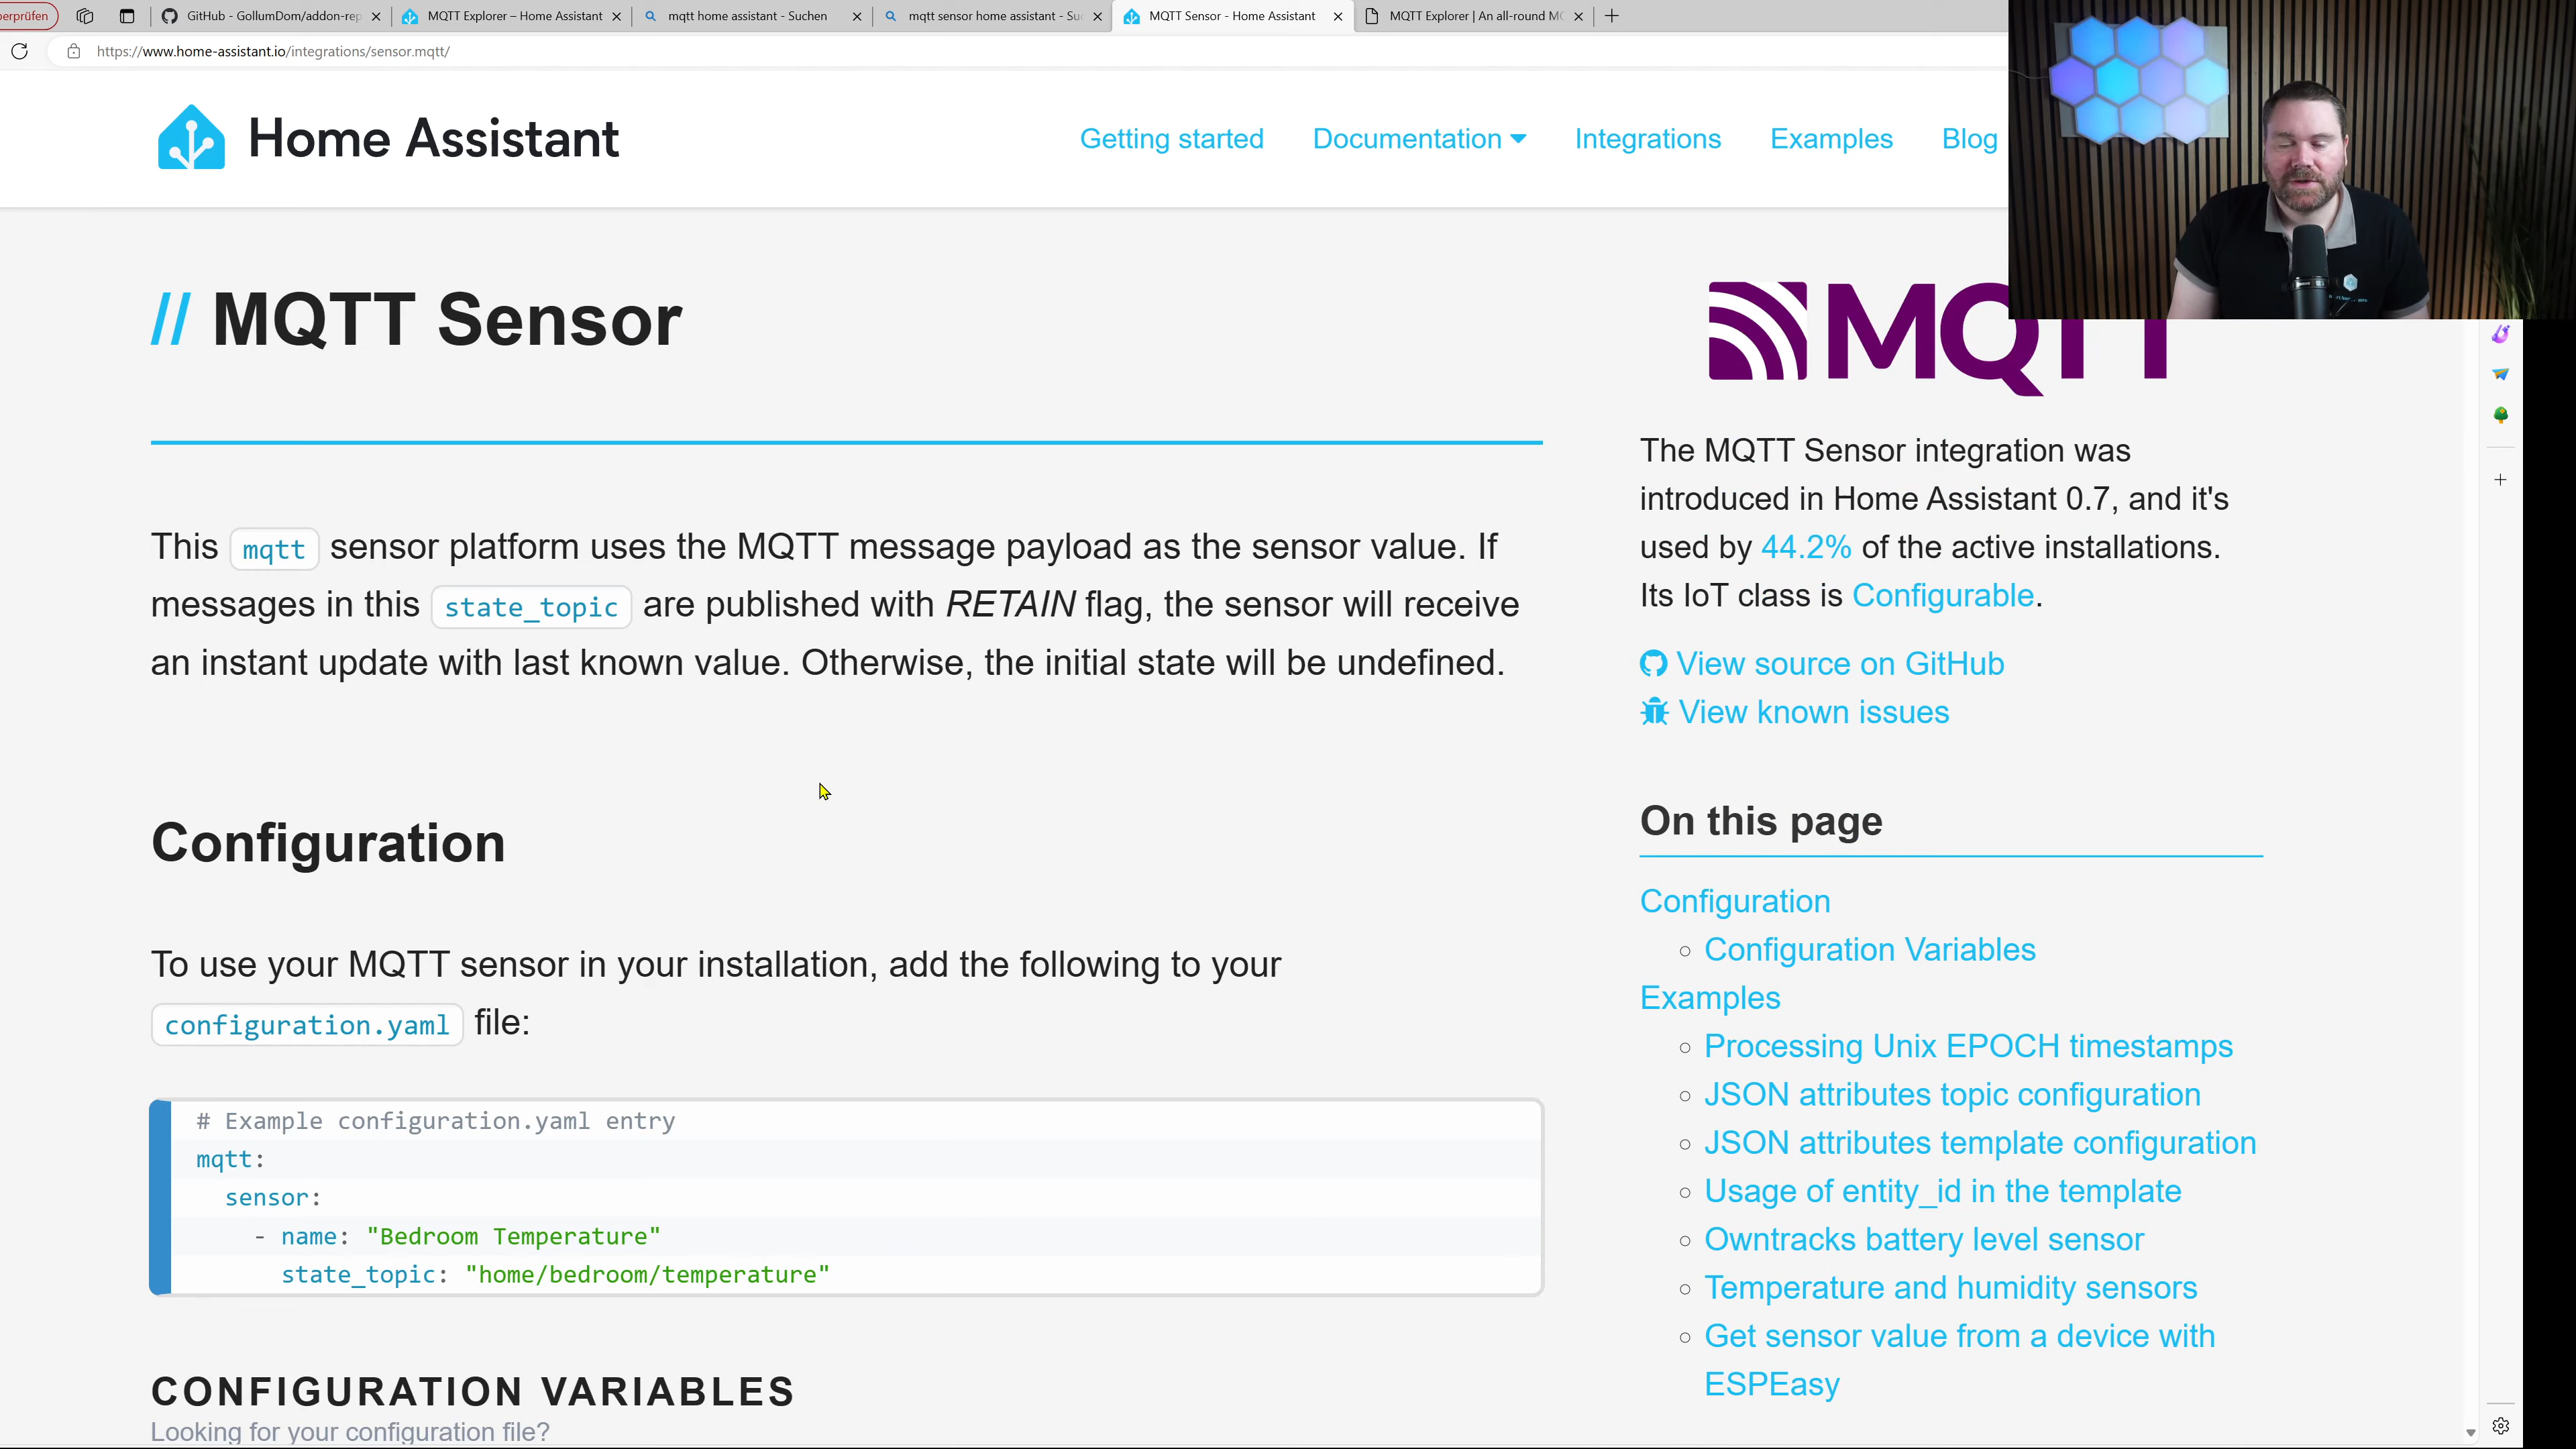 erprüfen
GitHub - GollumDom/addon-rep
MQTT Explorer – Home Assistant
mqtt home assistant - Suchen
mqtt sensor home assistant - Su
MQTT Sensor - Home Assistant
MQTT Explorer | An all-round MQ
https://www.home-assistant.io/integrations/sensor.mqtt/
Home Assistant
Getting started
Documentation
Integrations
Examples
Blog
// MQTT Sensor
MQTT
This mqtt sensor platform uses the MQTT message payload as the sensor value. If
messages in this state_topic are published with RETAIN flag, the sensor will receive
an instant update with last known value. Otherwise, the initial state will be undefined.
Configuration
To use your MQTT sensor in your installation, add the following to your
configuration.yaml file:
# Example configuration.yaml entry
mqtt:
sensor:
- name: "Bedroom Temperature"
state_topic: "home/bedroom/temperature"
CONFIGURATION VARIABLES
Looking for your configuration file?
The MQTT Sensor integration was
introduced in Home Assistant 0.7, and it's
used by 44.2% of the active installations.
Its IoT class is Configurable.
View source on GitHub
View known issues
On this page
Configuration
Configuration Variables
Examples
Processing Unix EPOCH timestamps
JSON attributes topic configuration
JSON attributes template configuration
Usage of entity_id in the template
Owntracks battery level sensor
Temperature and humidity sensors
Get sensor value from a device with
ESPEasy